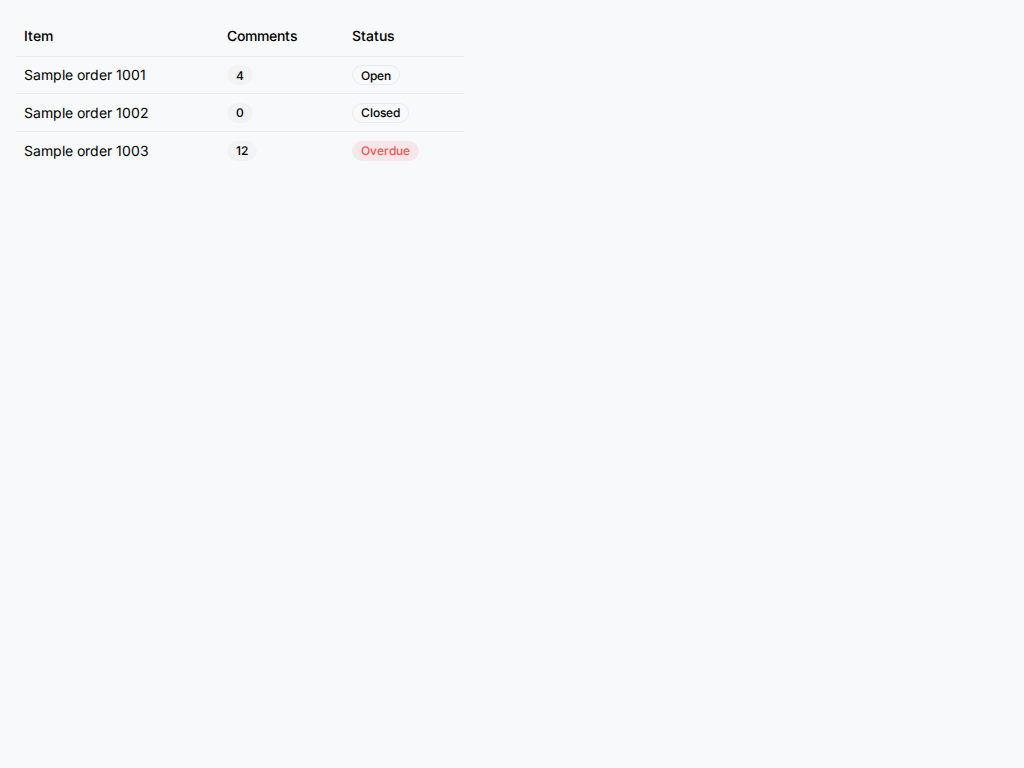 Item Comments Status
Sample order 1001 4 Open
Sample order 1002 0 Closed
Sample order 1003 12 Overdue